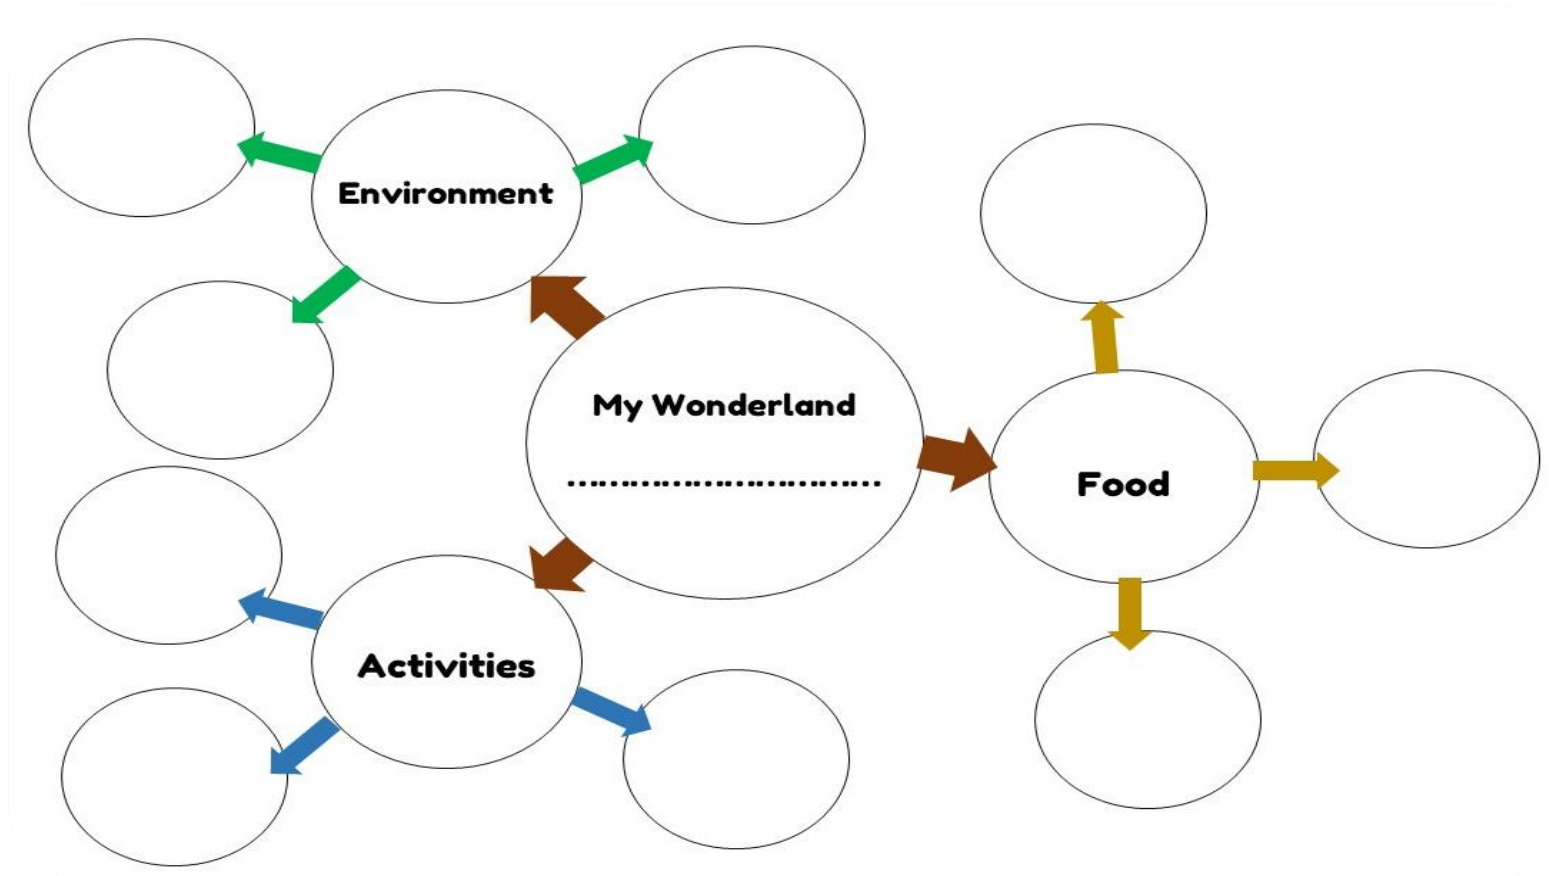 Environment
My Wonderland
..............................
Food
Activities